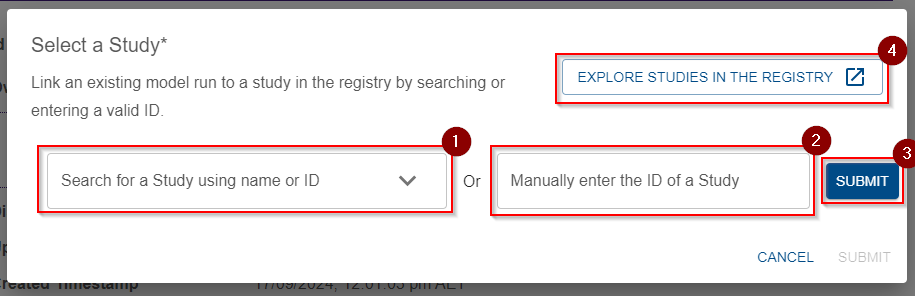 Select a Study*
Link an existing model run to a study in the registry by searching or
entering a valid ID.
4
EXPLORE STUDIES IN THE REGISTRY
1
Search for a Study using name or ID
Or
2
Manually enter the ID of a Study
3
SUBMIT
CANCEL
SUBMIT
Created Timestamp 17/09/2024, 12:01:03 pm AET